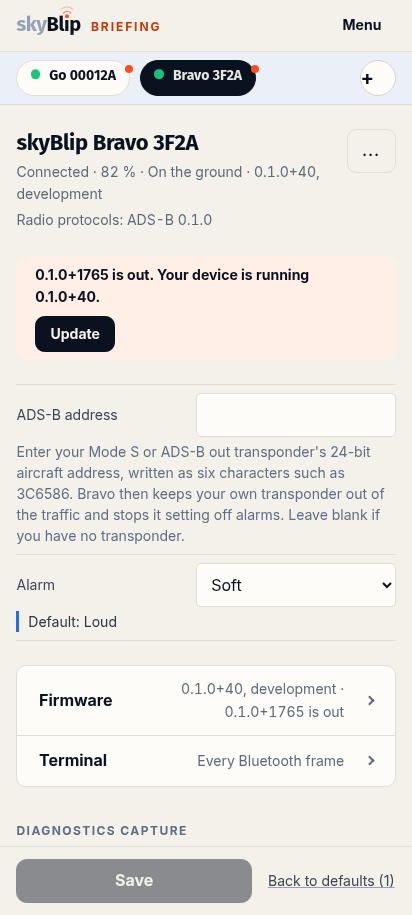 skyBlip BRIEFING
Menu
Go 00012A
Bravo 3F2A
+
skyBlip Bravo 3F2A
...
Connected · 82 % · On the ground · 0.1.0+40,
development
Radio protocols: ADS-B 0.1.0
0.1.0+1765 is out. Your device is running
0.1.0+40.
Update
ADS-B address
Enter your Mode S or ADS-B out transponder's 24-bit
aircraft address, written as six characters such as
3C6586. Bravo then keeps your own transponder out of
the traffic and stops it setting off alarms. Leave blank if
you have no transponder.
Alarm
Soft
Default: Loud
Firmware
0.1.0+40, development ·
0.1.0+1765 is out
Terminal
Every Bluetooth frame
DIAGNOSTICS CAPTURE
Save
Back to defaults (1)